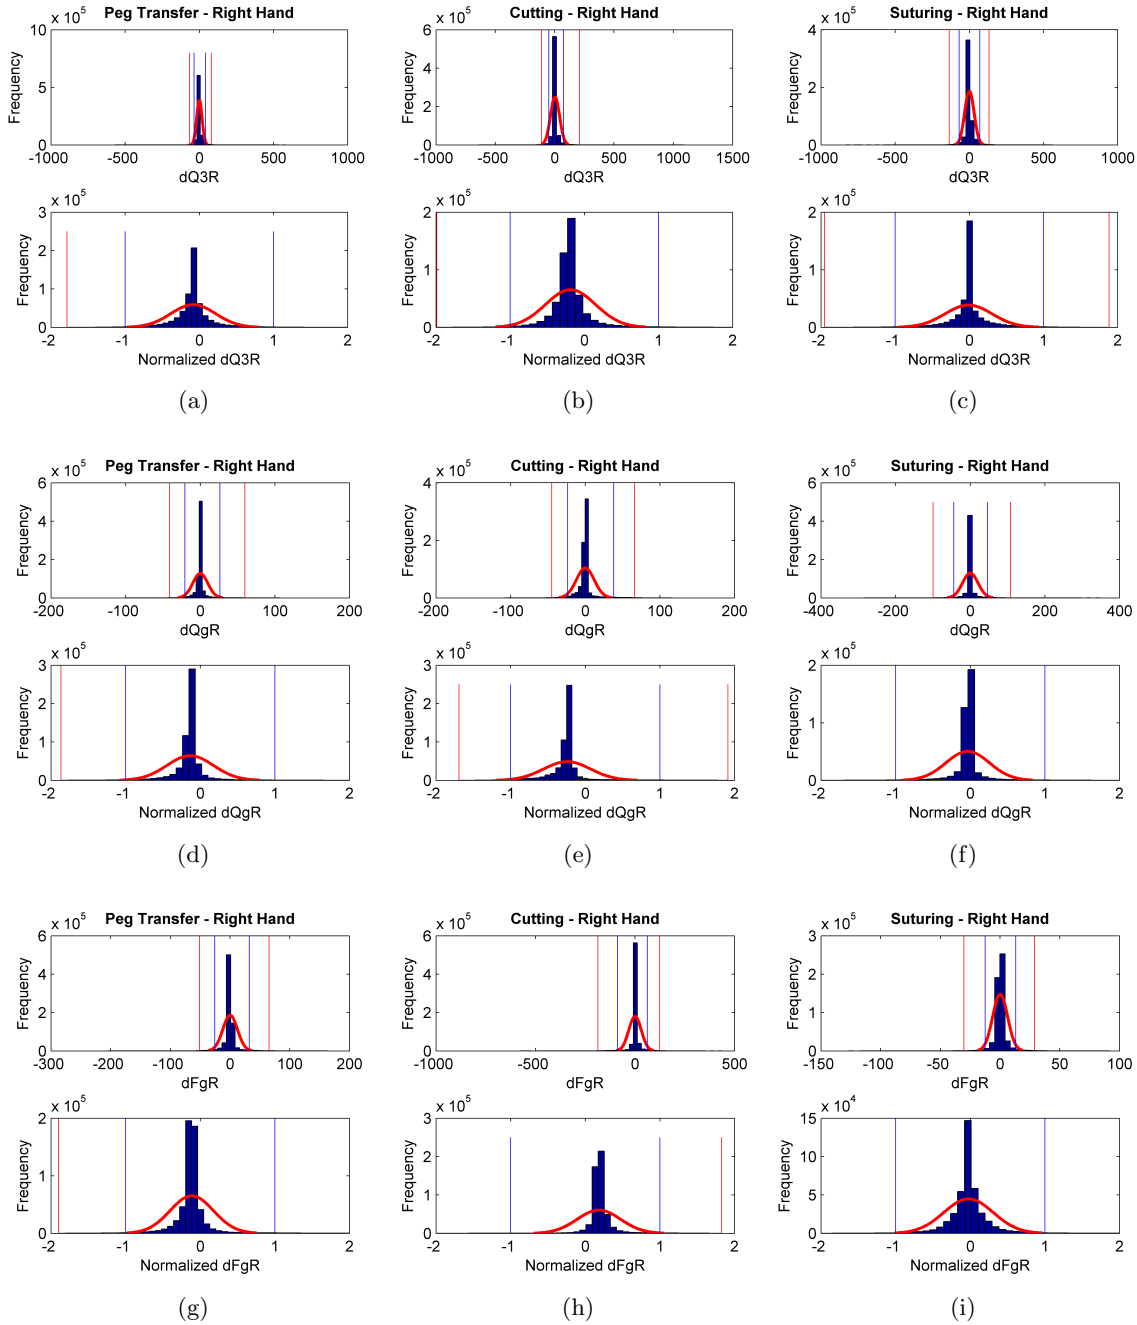 x 10^5 Peg Transfer - Right Hand
Frequency
10
5
0
-1000 -500 0 500 1000
dQ3R
x 10^5
Frequency
3
2
1
0
-2 -1 0 1 2
Normalized dQ3R
(a)
x 10^5 Cutting - Right Hand
Frequency
6
4
2
0
-1000 -500 0 500 1000 1500
dQ3R
x 10^5
Frequency
2
1
0
-2 -1 0 1 2
Normalized dQ3R
(b)
x 10^5 Suturing - Right Hand
Frequency
4
2
0
-1000 -500 0 500 1000
dQ3R
x 10^5
Frequency
2
1
0
-2 -1 0 1 2
Normalized dQ3R
(c)
x 10^5 Peg Transfer - Right Hand
Frequency
6
4
2
0
-200 -100 0 100 200
dQgR
x 10^5
Frequency
3
2
1
0
-2 -1 0 1 2
Normalized dQgR
(d)
x 10^5 Cutting - Right Hand
Frequency
4
2
0
-200 -100 0 100 200
dQgR
x 10^5
Frequency
3
2
1
0
-2 -1 0 1 2
Normalized dQgR
(e)
x 10^5 Suturing - Right Hand
Frequency
6
4
2
0
-400 -200 0 200 400
dQgR
x 10^5
Frequency
2
1
0
-2 -1 0 1 2
Normalized dQgR
(f)
x 10^5 Peg Transfer - Right Hand
Frequency
6
4
2
0
-300 -200 -100 0 100 200
dFgR
x 10^5
Frequency
2
1
0
-2 -1 0 1 2
Normalized dFgR
(g)
x 10^5 Cutting - Right Hand
Frequency
6
4
2
0
-1000 -500 0 500
dFgR
x 10^5
Frequency
3
2
1
0
-2 -1 0 1 2
Normalized dFgR
(h)
x 10^5 Suturing - Right Hand
Frequency
3
2
1
0
-150 -100 -50 0 50 100
dFgR
x 10^4
Frequency
15
10
5
0
-2 -1 0 1 2
Normalized dFgR
(i)